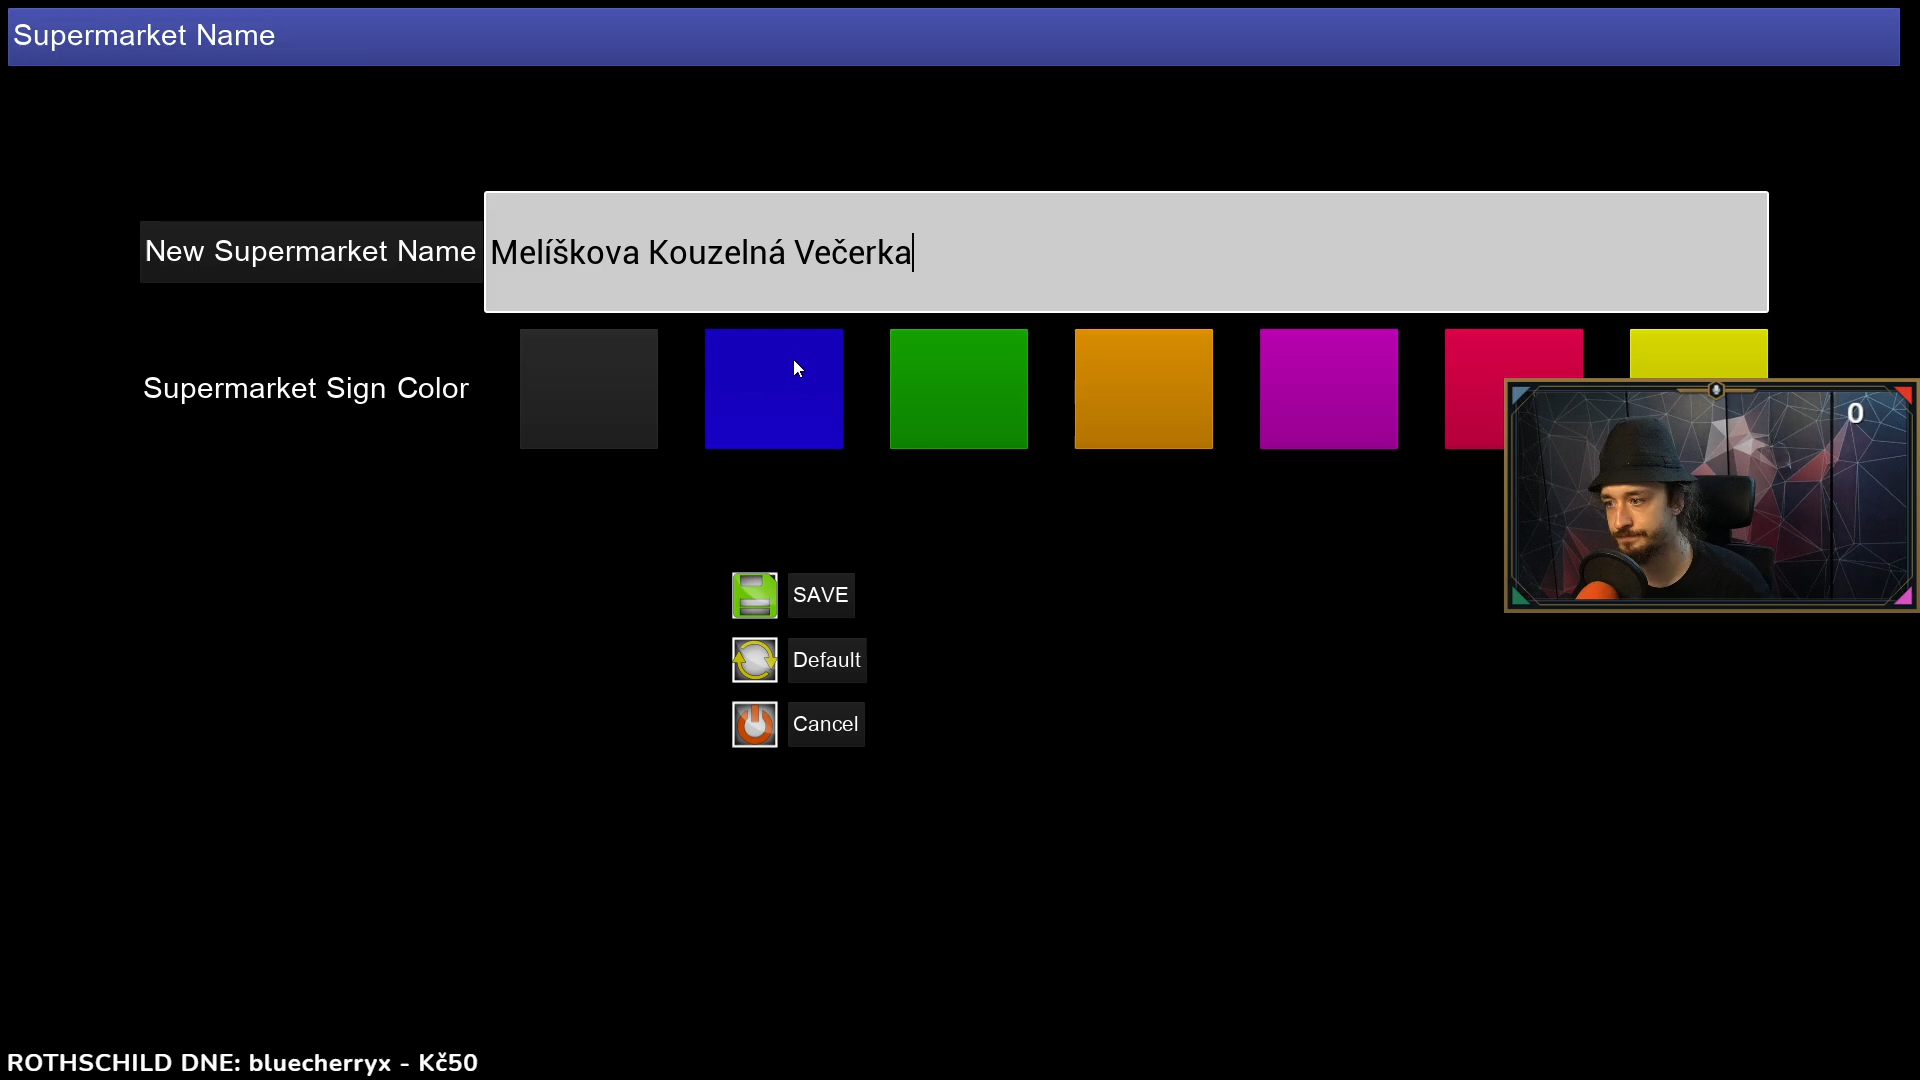 Supermarket Name
New Supermarket Name
Melíškova Kouzelná Večerka
Supermarket Sign Color
0
SAVE
Default
Cancel
ROTHSCHILD DNE: bluecherryx - Kč50